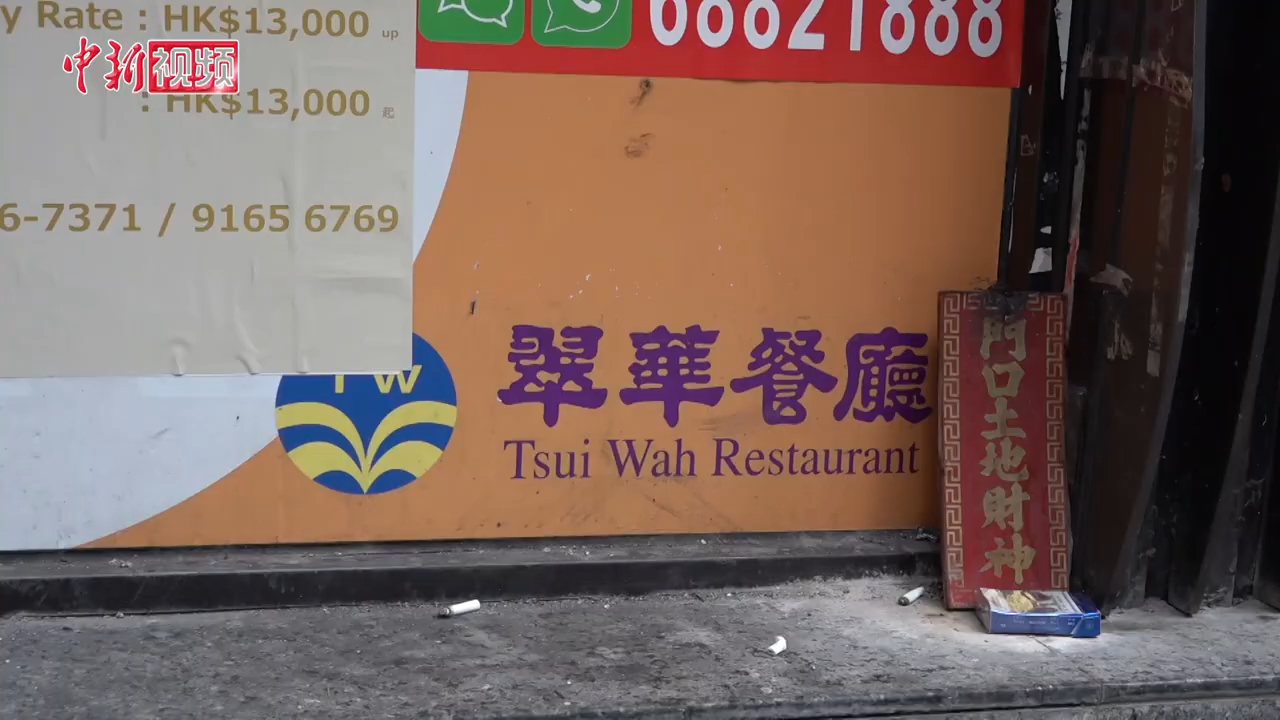 y Rate : HK$13,000 up
中新视频
: HK$13,000 起
6-7371 / 9165 6769
68821888
TW
翠華餐廳
Tsui Wah Restaurant
門口土地財神